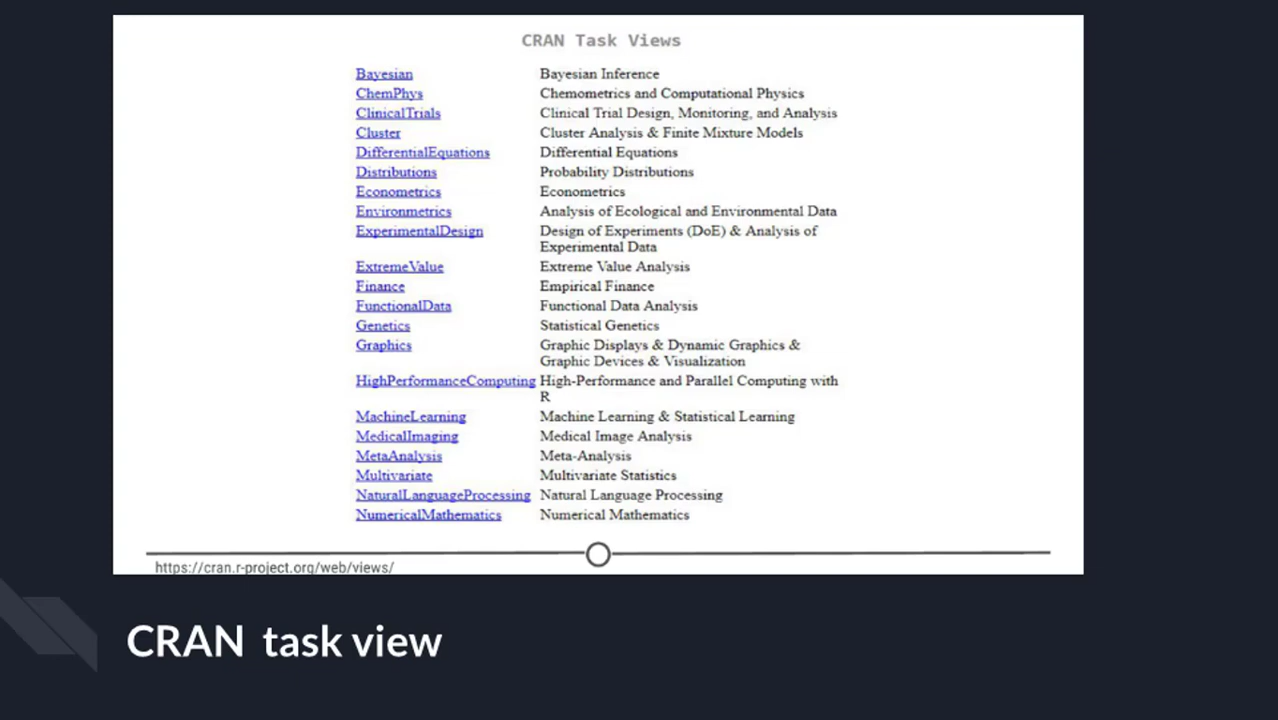 CRAN Task Views
Bayesian Bayesian Inference
ChemPhys Chemometrics and Computational Physics
ClinicalTrials Clinical Trial Design, Monitoring, and Analysis
Cluster Cluster Analysis & Finite Mixture Models
DifferentialEquations Differential Equations
Distributions Probability Distributions
Econometrics Econometrics
Environmetrics Analysis of Ecological and Environmental Data
ExperimentalDesign Design of Experiments (DoE) & Analysis of
Experimental Data
ExtremeValue Extreme Value Analysis
Finance Empirical Finance
FunctionalData Functional Data Analysis
Genetics Statistical Genetics
Graphics Graphic Displays & Dynamic Graphics &
Graphic Devices & Visualization
HighPerformanceComputing High-Performance and Parallel Computing with
R
MachineLearning Machine Learning & Statistical Learning
MedicalImaging Medical Image Analysis
MetaAnalysis Meta-Analysis
Multivariate Multivariate Statistics
NaturalLanguageProcessing Natural Language Processing
NumericalMathematics Numerical Mathematics
https://cran.r-project.org/web/views/
CRAN task view